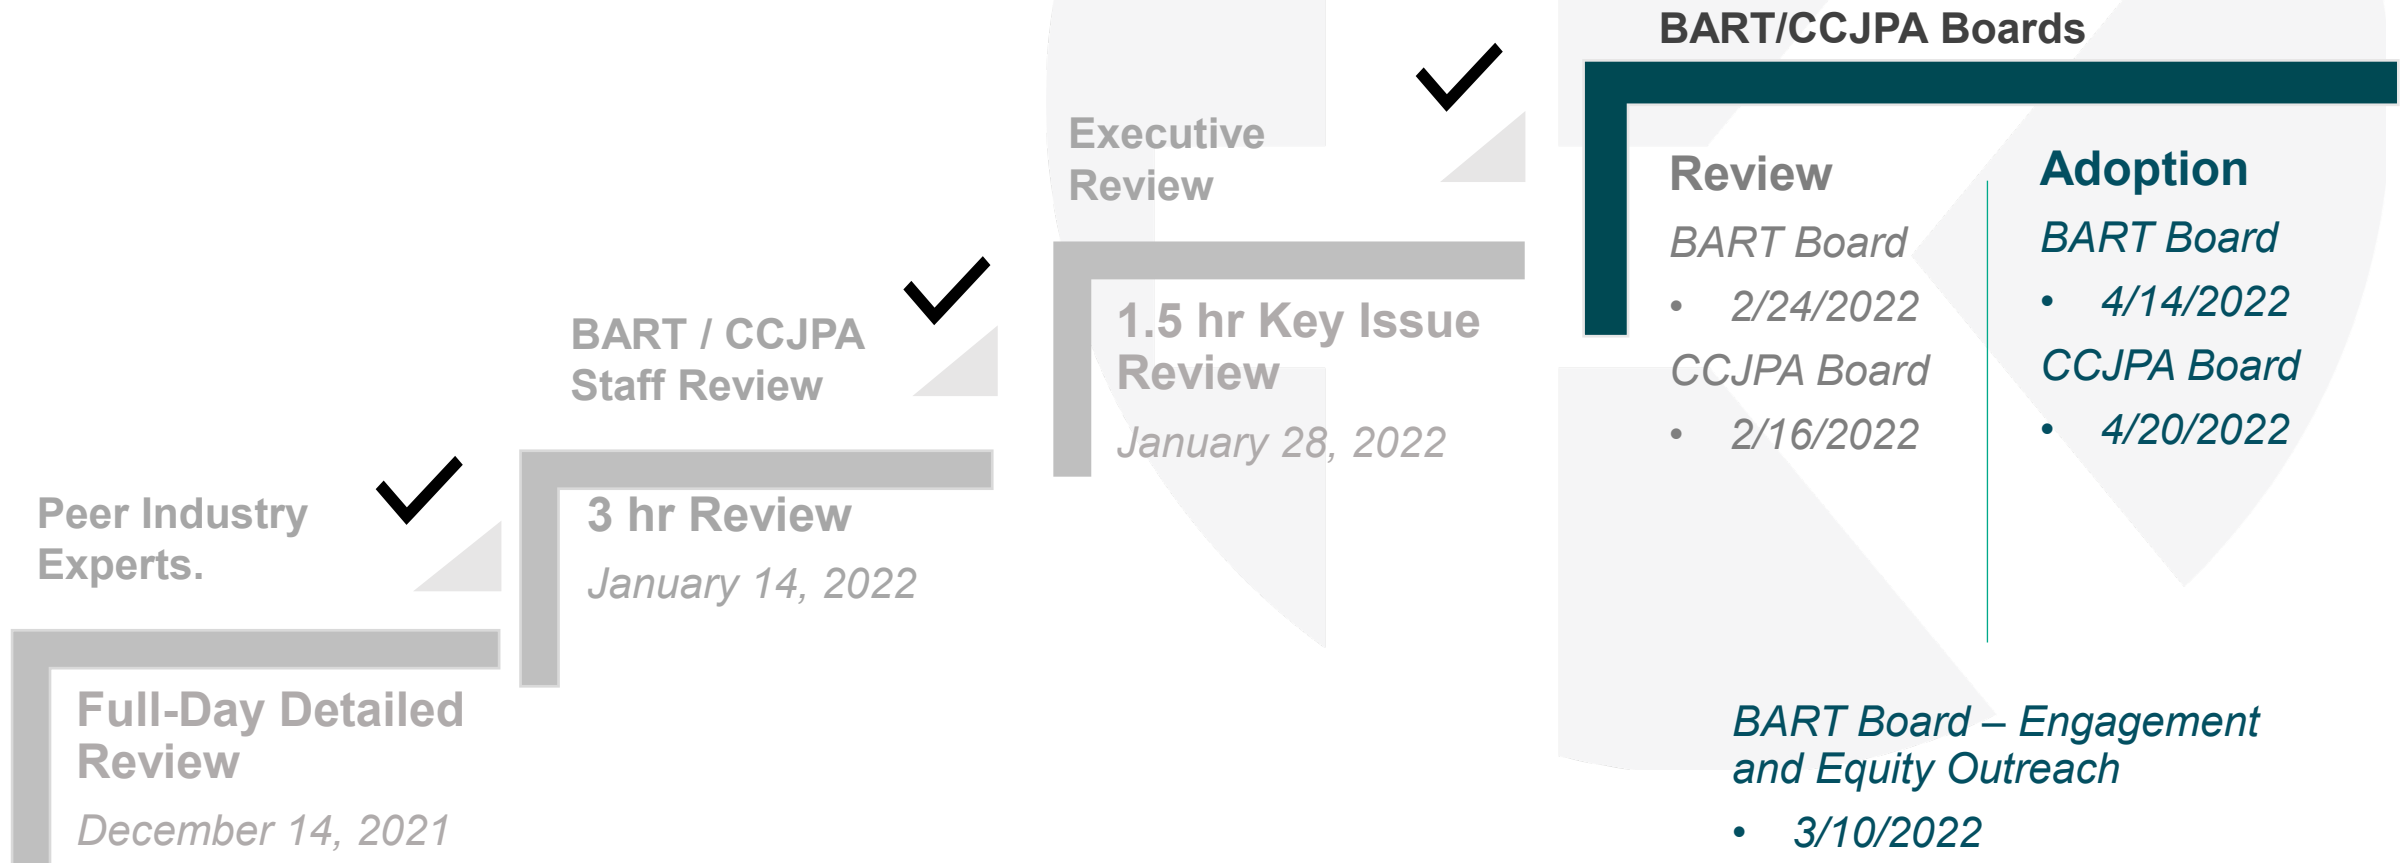 Peer Industry
Experts.
Full-Day Detailed
Review
December 14, 2021
BART / CCJPA
Staff Review
3 hr Review
January 14, 2022
Executive
Review
1.5 hr Key Issue
Review
January 28, 2022
BART/CCJPA Boards
Review
BART Board
• 2/24/2022
CCJPA Board
• 2/16/2022
Adoption
BART Board
• 4/14/2022
CCJPA Board
• 4/20/2022
BART Board – Engagement
and Equity Outreach
• 3/10/2022